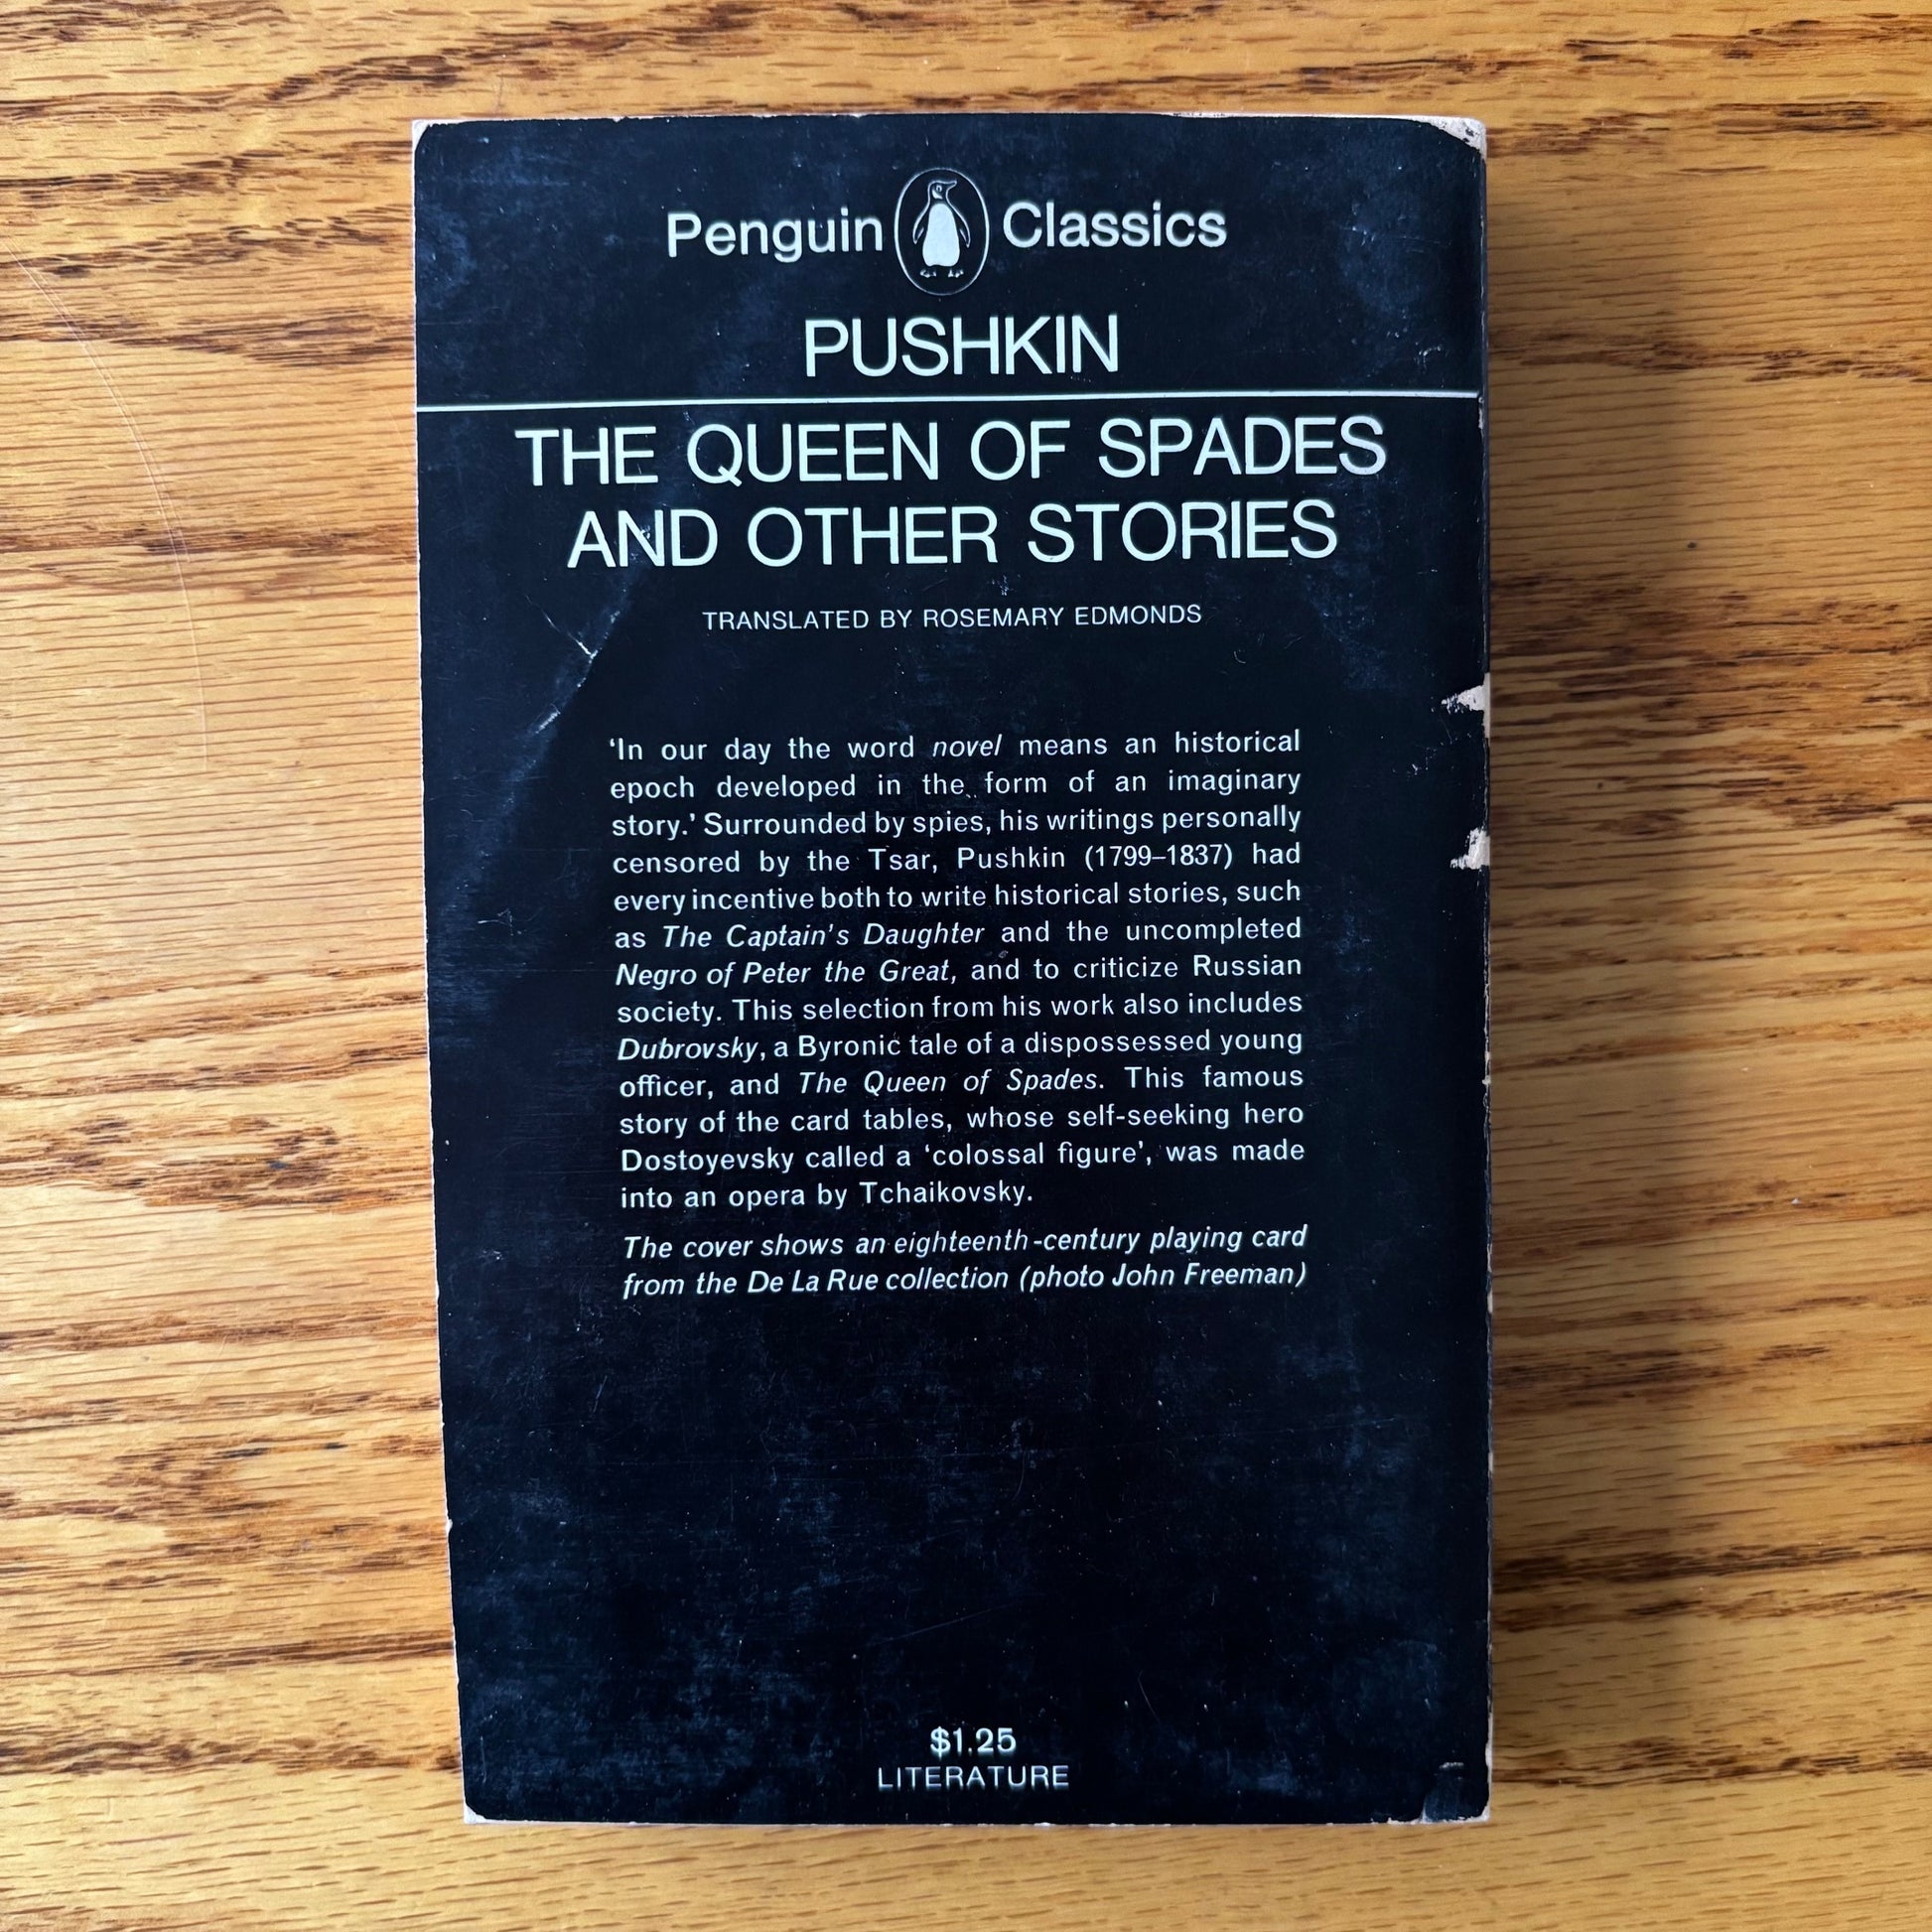 Penguin Classics
PUSHKIN
THE QUEEN OF SPADES
AND OTHER STORIES
TRANSLATED BY ROSEMARY EDMONDS
‘In our day the word novel means an historical
epoch developed in the form of an imaginary
story.’ Surrounded by spies, his writings personally
censored by the Tsar, Pushkin (1799–1837) had
every incentive both to write historical stories, such
as The Captain's Daughter and the uncompleted
Negro of Peter the Great, and to criticize Russian
society. This selection from his work also includes
Dubrovsky, a Byronic tale of a dispossessed young
officer, and The Queen of Spades. This famous
story of the card tables, whose self-seeking hero
Dostoyevsky called a ‘colossal figure’, was made
into an opera by Tchaikovsky.
The cover shows an eighteenth-century playing card
from the De La Rue collection (photo John Freeman)
$1.25
LITERATURE